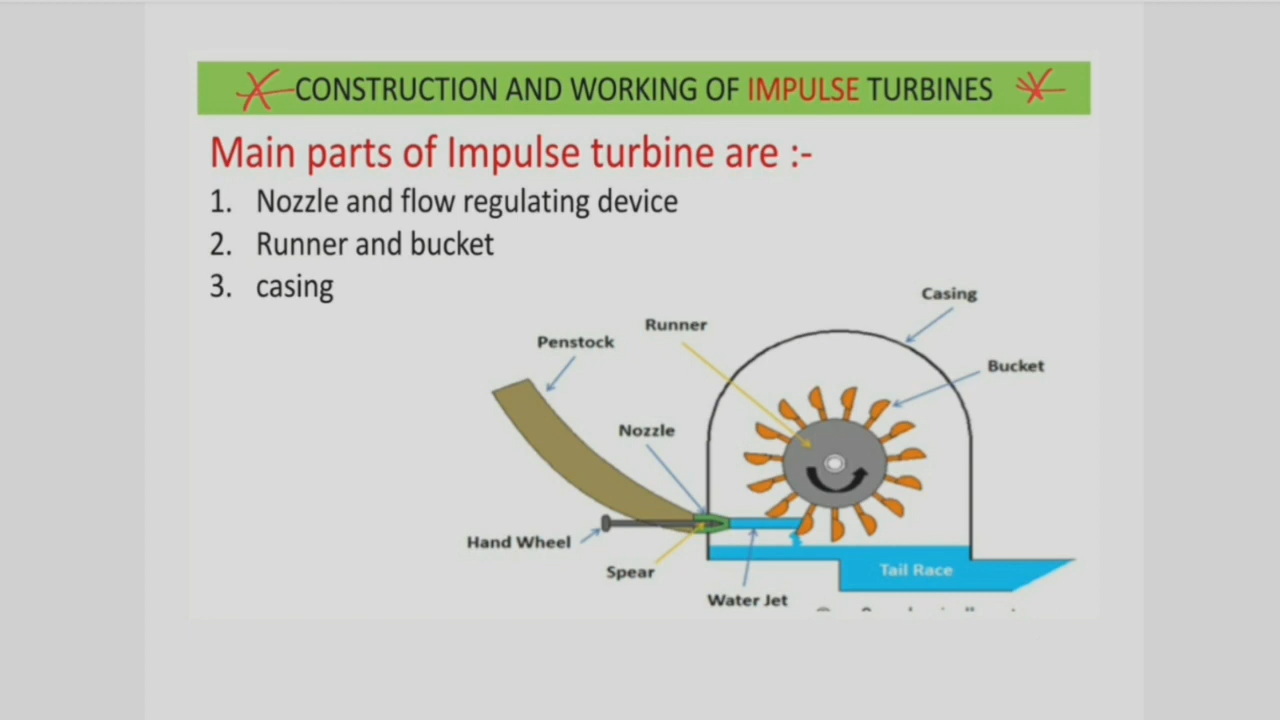 CONSTRUCTION AND WORKING OF IMPULSE TURBINES
Main parts of Impulse turbine are :-
1. Nozzle and flow regulating device
2. Runner and bucket
3. casing
Casing
Runner
Penstock
Bucket
Nozzle
Hand Wheel
Spear
Tail Race
Water Jet